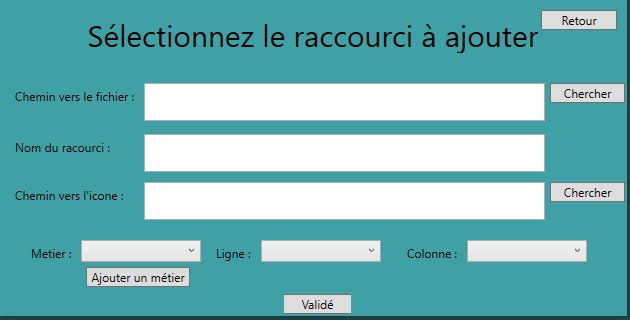 Retour
Sélectionnez le raccourci à ajouter
Chemin vers le fichier :
Chercher
Nom du racourci :
Chemin vers l'icone :
Chercher
Metier :
Ligne :
Colonne :
Ajouter un métier
Validé